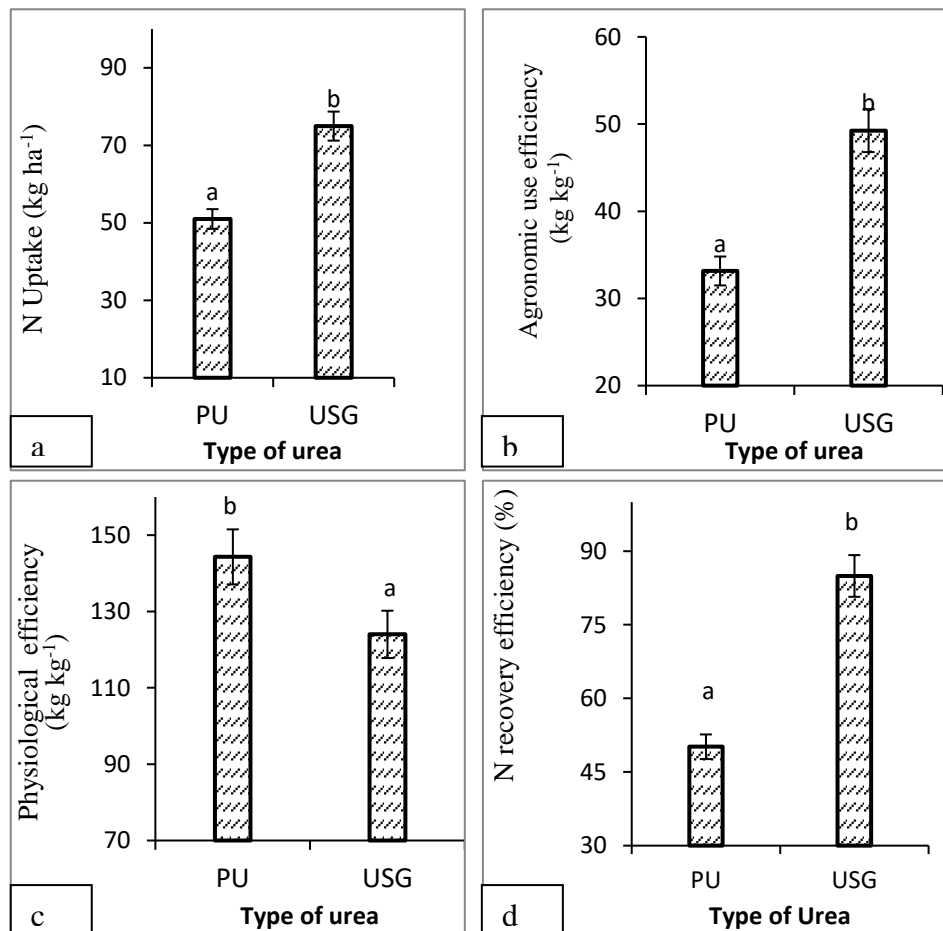 N Uptake (kg ha⁻¹)
90
70
50
30
10
a
b
PU
USG
Type of urea
a
Agronomic use efficiency
(kg kg⁻¹)
60
50
40
30
20
a
b
PU
USG
Type of urea
b
Physiological efficiency
(kg kg⁻¹)
150
130
110
90
70
b
a
PU
USG
Type of urea
c
N recovery efficiency (%)
90
75
60
45
30
a
b
PU
USG
Type of Urea
d